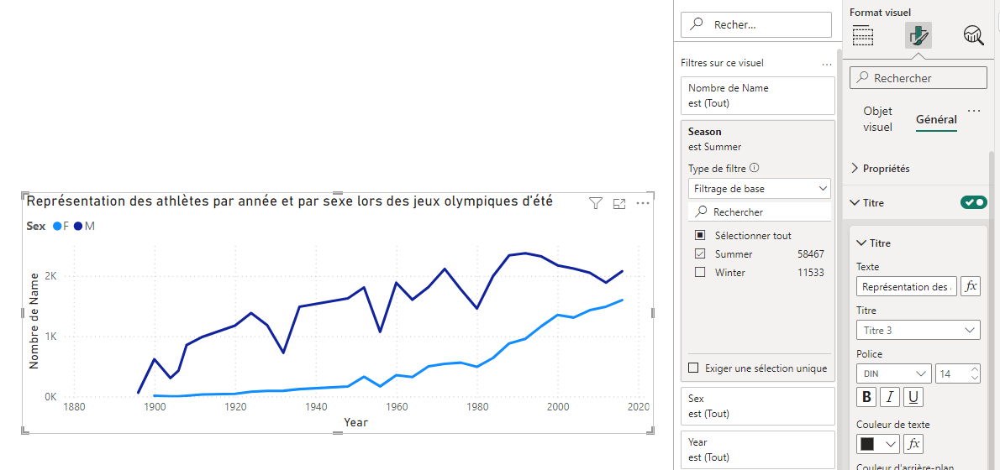 Représentation des athlètes par année et par sexe lors des jeux olympiques d'été
Sex F M
Nombre de Name
2K
1K
0K
1880 1900 1920 1940 1960 1980 2000 2020
Year
Recher...
Filtres sur ce visuel
Nombre de Name
est (Tout)
Season
est Summer
Type de filtre
Filtrage de base
Rechercher
Sélectionner tout
Summer 58467
Winter 11533
Exiger une sélection unique
Sex
est (Tout)
Year
est (Tout)
Format visuel
Rechercher
Objet
visuel
Général
Propriétés
Titre
Titre
Texte
Représentation des
fx
Titre
Titre 3
Police
DIN 14
B I U
Couleur de texte
fx
Couleur d'arrière-plan